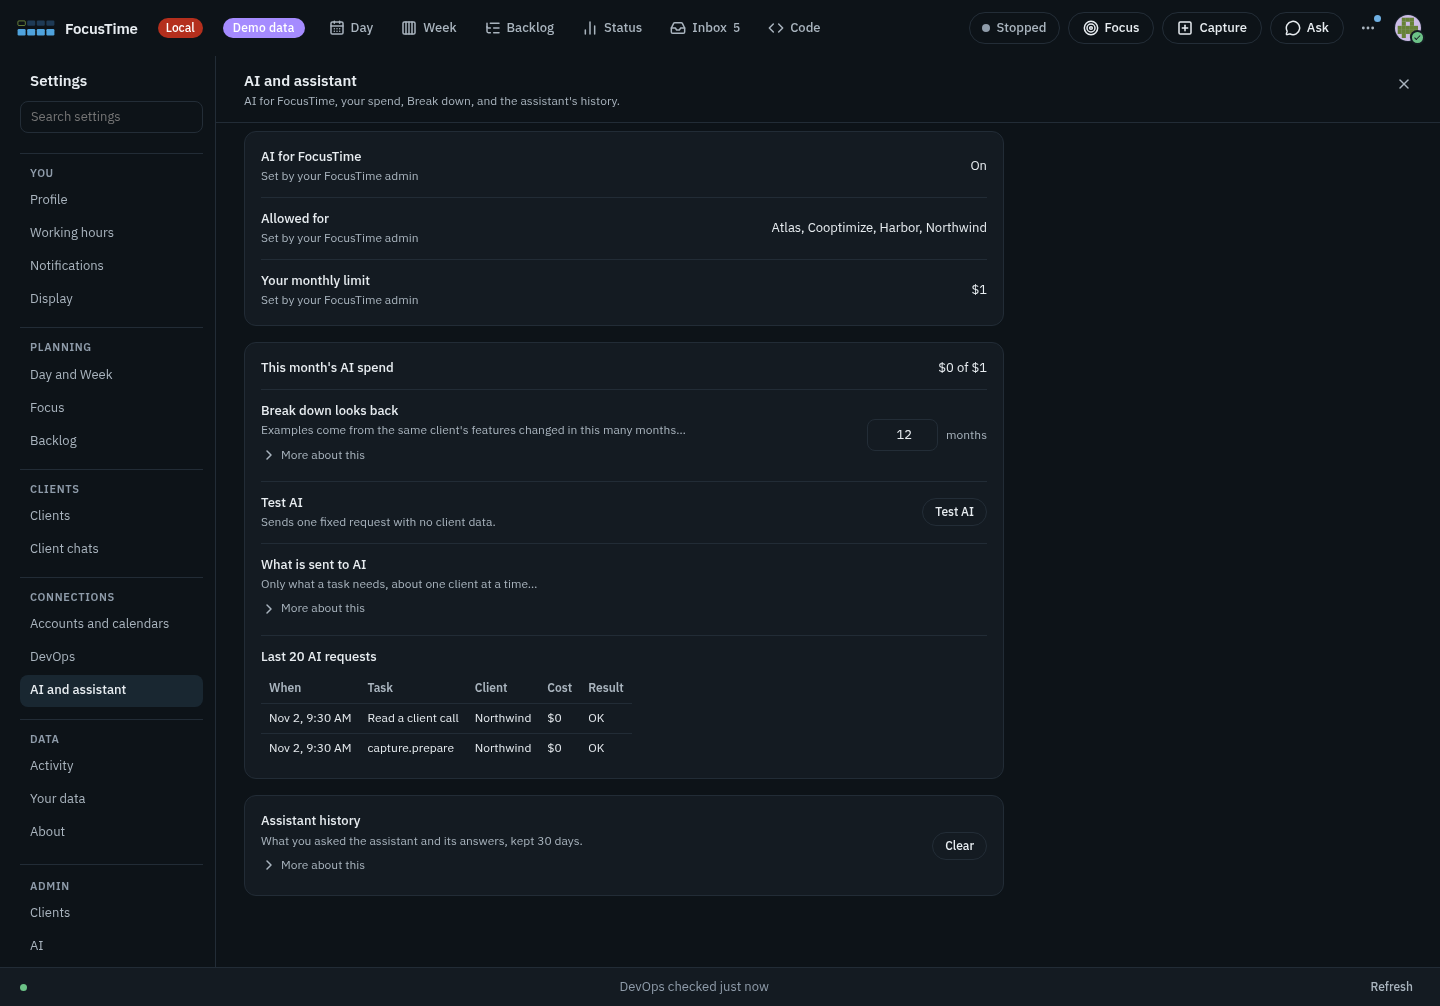 FocusTime
Local
Demo data
Day
Week
Backlog
Status
Inbox 5
Code
Stopped
Focus
Capture
Ask
Settings
Search settings
YOU
Profile
Working hours
Notifications
Display
PLANNING
Day and Week
Focus
Backlog
CLIENTS
Clients
Client chats
CONNECTIONS
Accounts and calendars
DevOps
AI and assistant
DATA
Activity
Your data
About
ADMIN
Clients
AI
AI and assistant
AI for FocusTime, your spend, Break down, and the assistant's history.
AI for FocusTime
Set by your FocusTime admin
On
Allowed for
Set by your FocusTime admin
Atlas, Cooptimize, Harbor, Northwind
Your monthly limit
Set by your FocusTime admin
$1
This month's AI spend
$0 of $1
Break down looks back
Examples come from the same client's features changed in this many months...
More about this
12 months
Test AI
Sends one fixed request with no client data.
Test AI
What is sent to AI
Only what a task needs, about one client at a time...
More about this
Last 20 AI requests
When Task Client Cost Result
Nov 2, 9:30 AM Read a client call Northwind $0 OK
Nov 2, 9:30 AM capture.prepare Northwind $0 OK
Assistant history
What you asked the assistant and its answers, kept 30 days.
More about this
Clear
DevOps checked just now
Refresh